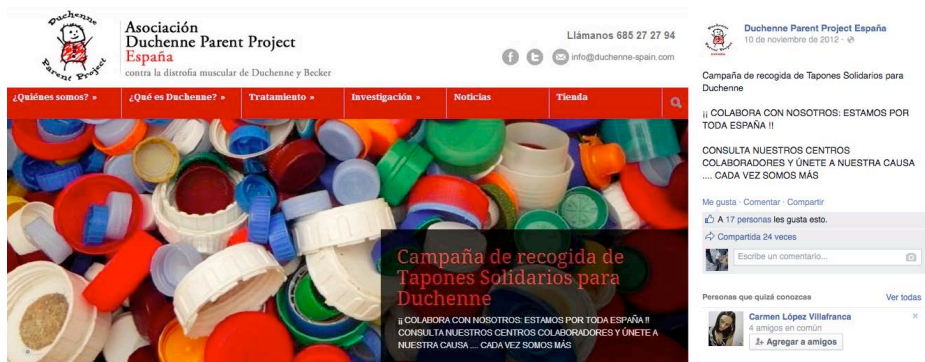 Duchenne
Parent Project
Asociación
Duchenne Parent Project
España
contra la distrofia muscular de Duchenne y Becker
Llámanos 685 27 27 94
info@duchenne-spain.com
¿Quiénes somos? »
¿Qué es Duchenne? »
Tratamiento »
Investigación »
Noticias
Tienda
Campaña de recogida de
Tapones Solidarios para
Duchenne
¡¡ COLABORA CON NOSOTROS: ESTAMOS POR TODA ESPAÑA !!
CONSULTA NUESTROS CENTROS COLABORADORES Y ÚNETE A
NUESTRA CAUSA .... CADA VEZ SOMOS MÁS
Duchenne Parent Project España
10 de noviembre de 2012 ·
Campaña de recogida de Tapones Solidarios para
Duchenne
¡¡ COLABORA CON NOSOTROS: ESTAMOS POR
TODA ESPAÑA !!
CONSULTA NUESTROS CENTROS
COLABORADORES Y ÚNETE A NUESTRA CAUSA
.... CADA VEZ SOMOS MÁS
Me gusta · Comentar · Compartir
A 17 personas les gusta esto.
Compartida 24 veces
Escribe un comentario...
Personas que quizá conozcas
Ver todas
Carmen López Villafranca
4 amigos en común
Agregar a amigos